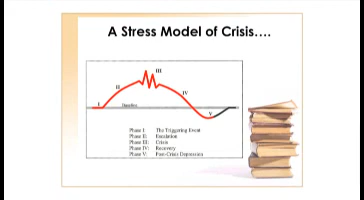 A Stress Model of Crisis....
III
II
IV
I
Baseline
V
Phase I: The Triggering Event
Phase II: Escalation
Phase III: Crisis
Phase IV: Recovery
Phase V: Post-Crisis Depression